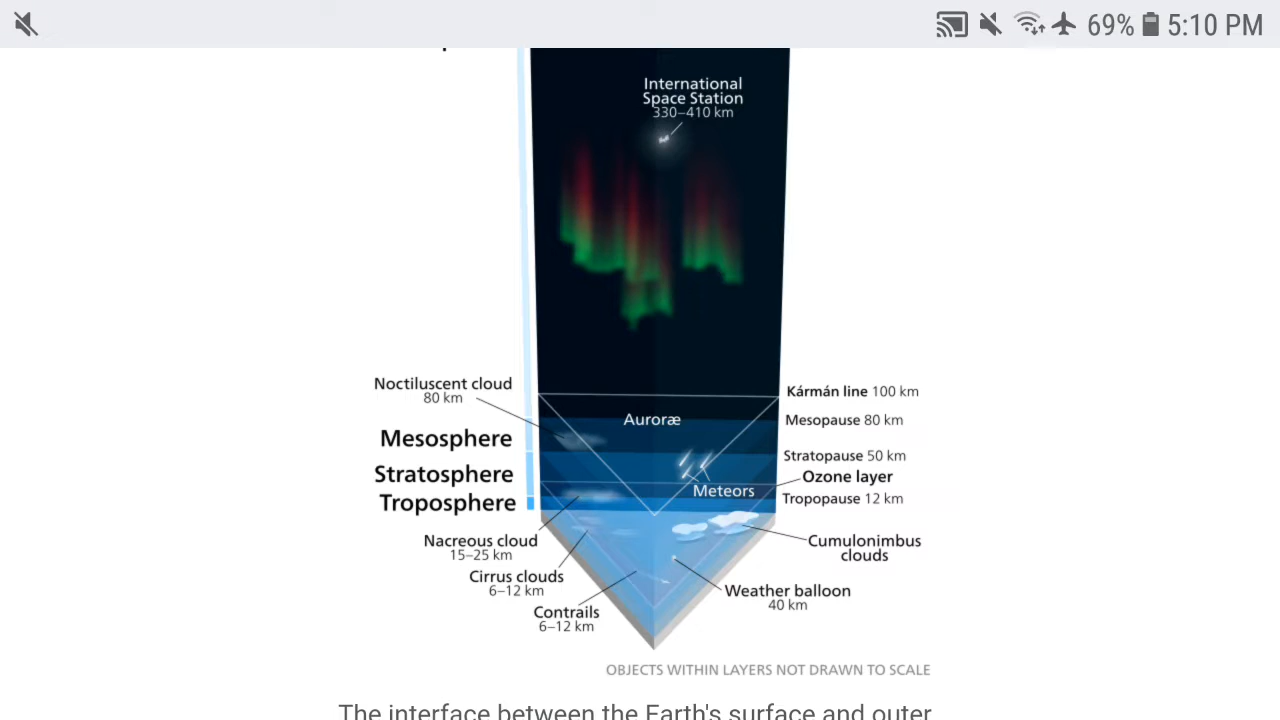 69% 5:10 PM
International
Space Station
330–410 km
Noctiluscent cloud
80 km
Kármán line 100 km
Auroræ
Mesopause 80 km
Mesosphere
Stratopause 50 km
Stratosphere
Ozone layer
Meteors
Troposphere
Tropopause 12 km
Nacreous cloud
15–25 km
Cumulonimbus
clouds
Cirrus clouds
6–12 km
Weather balloon
40 km
Contrails
6–12 km
OBJECTS WITHIN LAYERS NOT DRAWN TO SCALE
The interface between the Earth's surface and outer